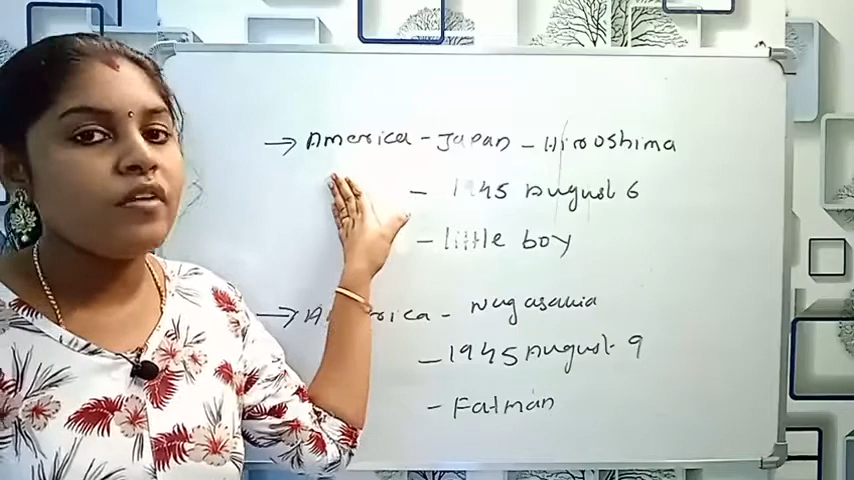 → America - Japan - Hiroshima
- 1945 August 6
- little boy
→ America - Nagasakia
- 1945 August 9
- Fatman